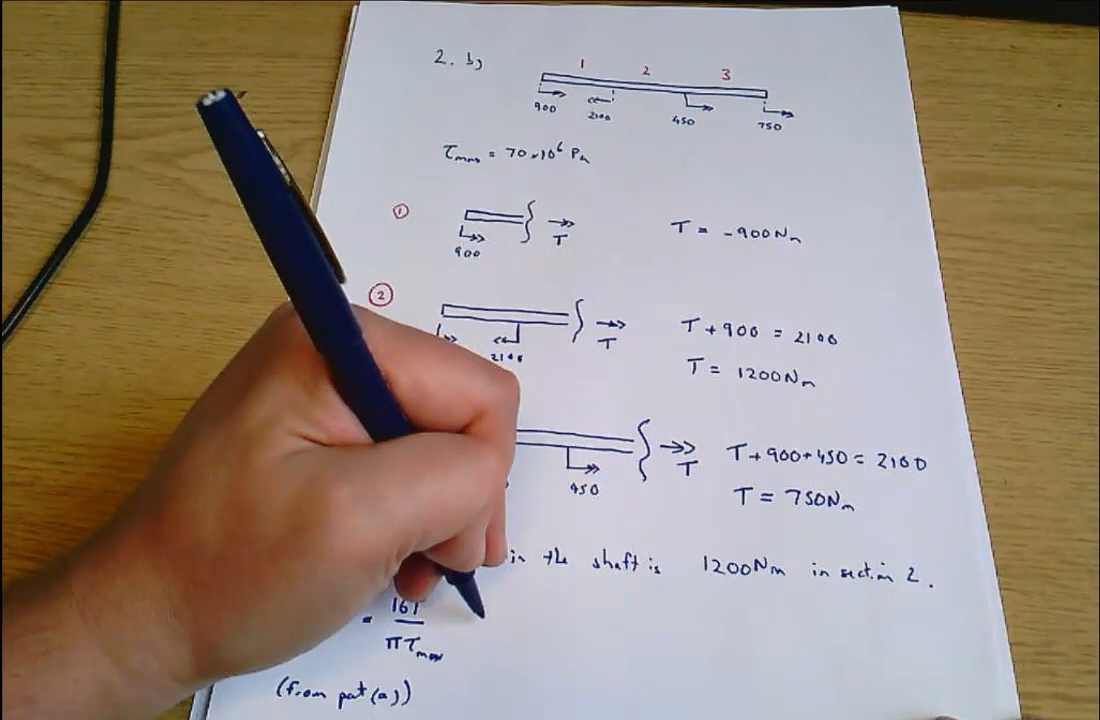 2. b)
1 2 3
900 2100 450 750
τmax = 70×10⁶ Pa
①
900 T T = -900Nm
②
2100 T T + 900 = 2100
T = 1200Nm
450 T T+900+450 = 2100
T = 750Nm
in the shaft is 1200Nm in section 2.
= 16T
πτmax
(from part (a))